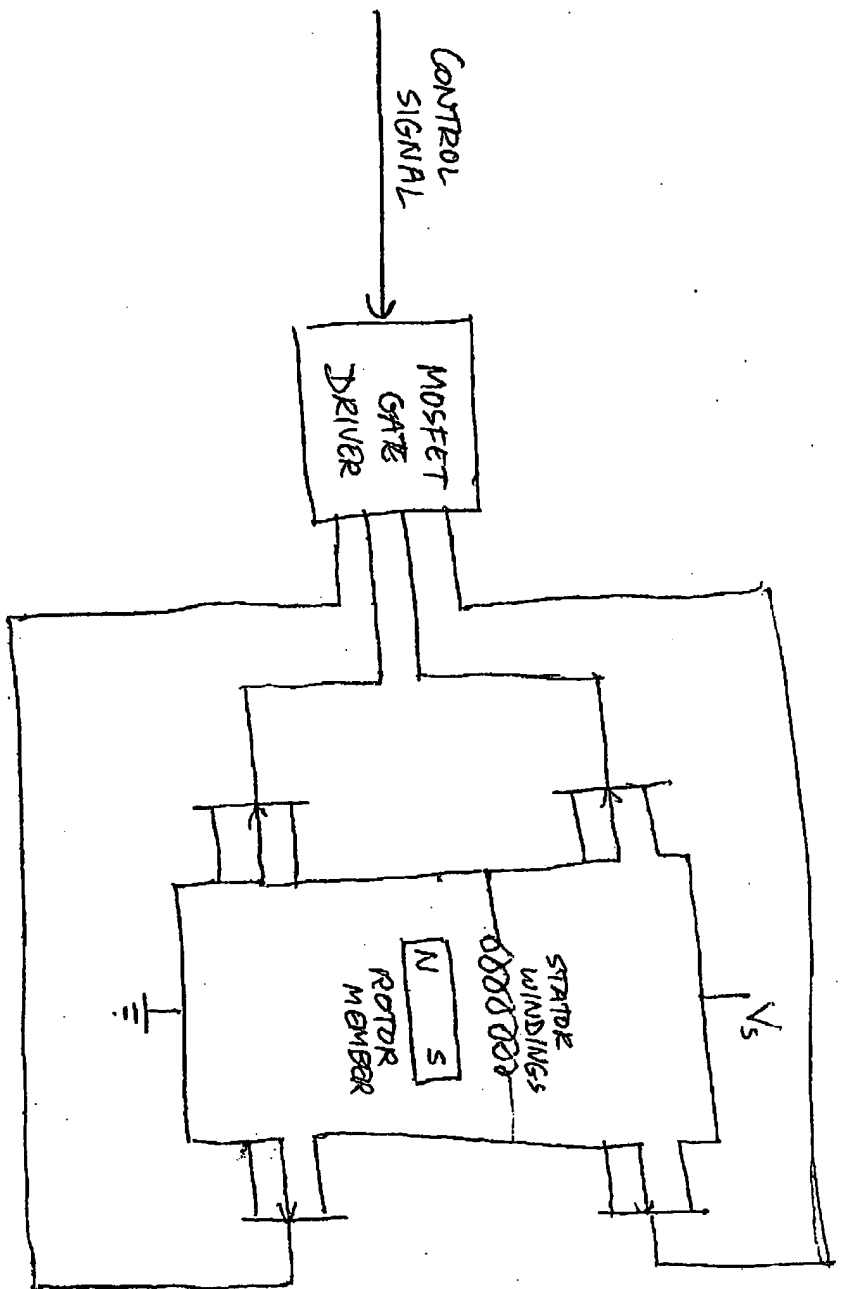 CONTROL
SIGNAL
MOSFET
GATE
DRIVER
Vs
STATOR
WINDINGS
N S
ROTOR
MEMBER